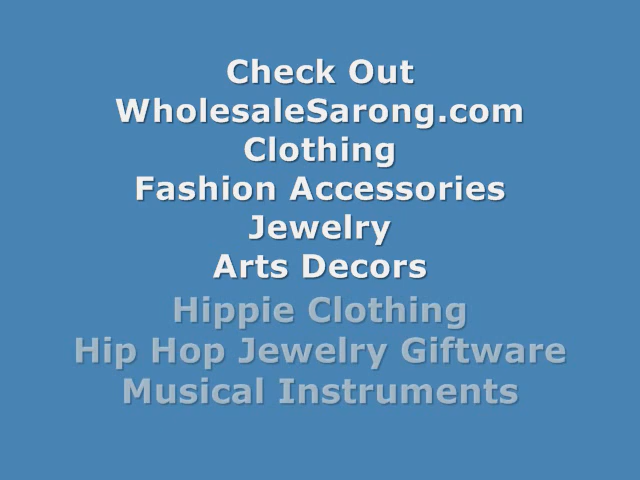 Check Out
WholesaleSarong.com
Clothing
Fashion Accessories
Jewelry
Arts Decors
Hippie Clothing
Hip Hop Jewelry Giftware
Musical Instruments